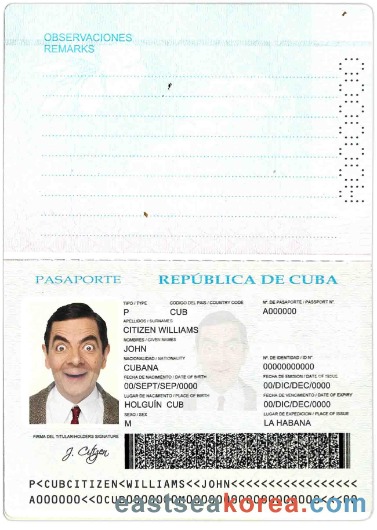 OBSERVACIONES
REMARKS
PASAPORTE REPÚBLICA DE CUBA
TIPO / TYPE CODIGO DEL PAIS / COUNTRY CODE Nº. DE PASAPORTE / PASSPORT Nº.
P CUB A000000
APELLIDOS / SURNAMES
CITIZEN WILLIAMS
NOMBRES / GIVEN NAMES
JOHN
NACIONALIDAD / NATIONALITY Nº. DE IDENTIDAD / ID Nº
CUBANA 00000000000
FECHA DE NACIMIENTO / DATE OF BIRTH FECHA DE EMISION / DATE OF ISSUE
00/SEPT/SEP/0000 00/DIC/DEC/0000
LUGAR DE NACIMIENTO / PLACE OF BIRTH FECHA DE VENCIMIENTO / DATE OF EXPIRY
HOLGUÍN CUB 00/DIC/DEC/0000
SEXO / SEX LUGAR DE EXPEDICION / PLACE OF ISSUE
M LA HABANA
FIRMA DEL TITULAR/HOLDERS SIGNATURE
J. Citizen
P<CUBCITIZEN<WILLIAMS<<JOHN<<<<<<<<<<<<<<<<<
eastseakorea.com